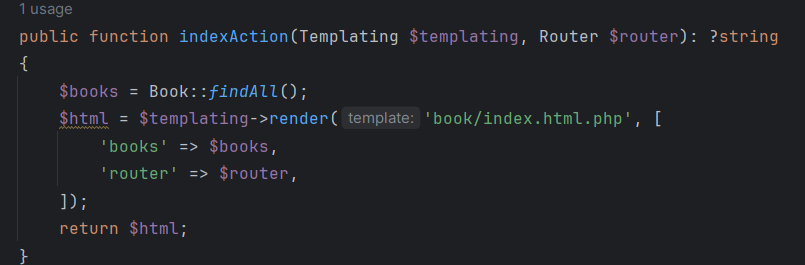 1 usage
public function indexAction(Templating $templating, Router $router): ?string
{
    $books = Book::findAll();
    $html = $templating->render( template: 'book/index.html.php', [
        'books' => $books,
        'router' => $router,
    ]);
    return $html;
}